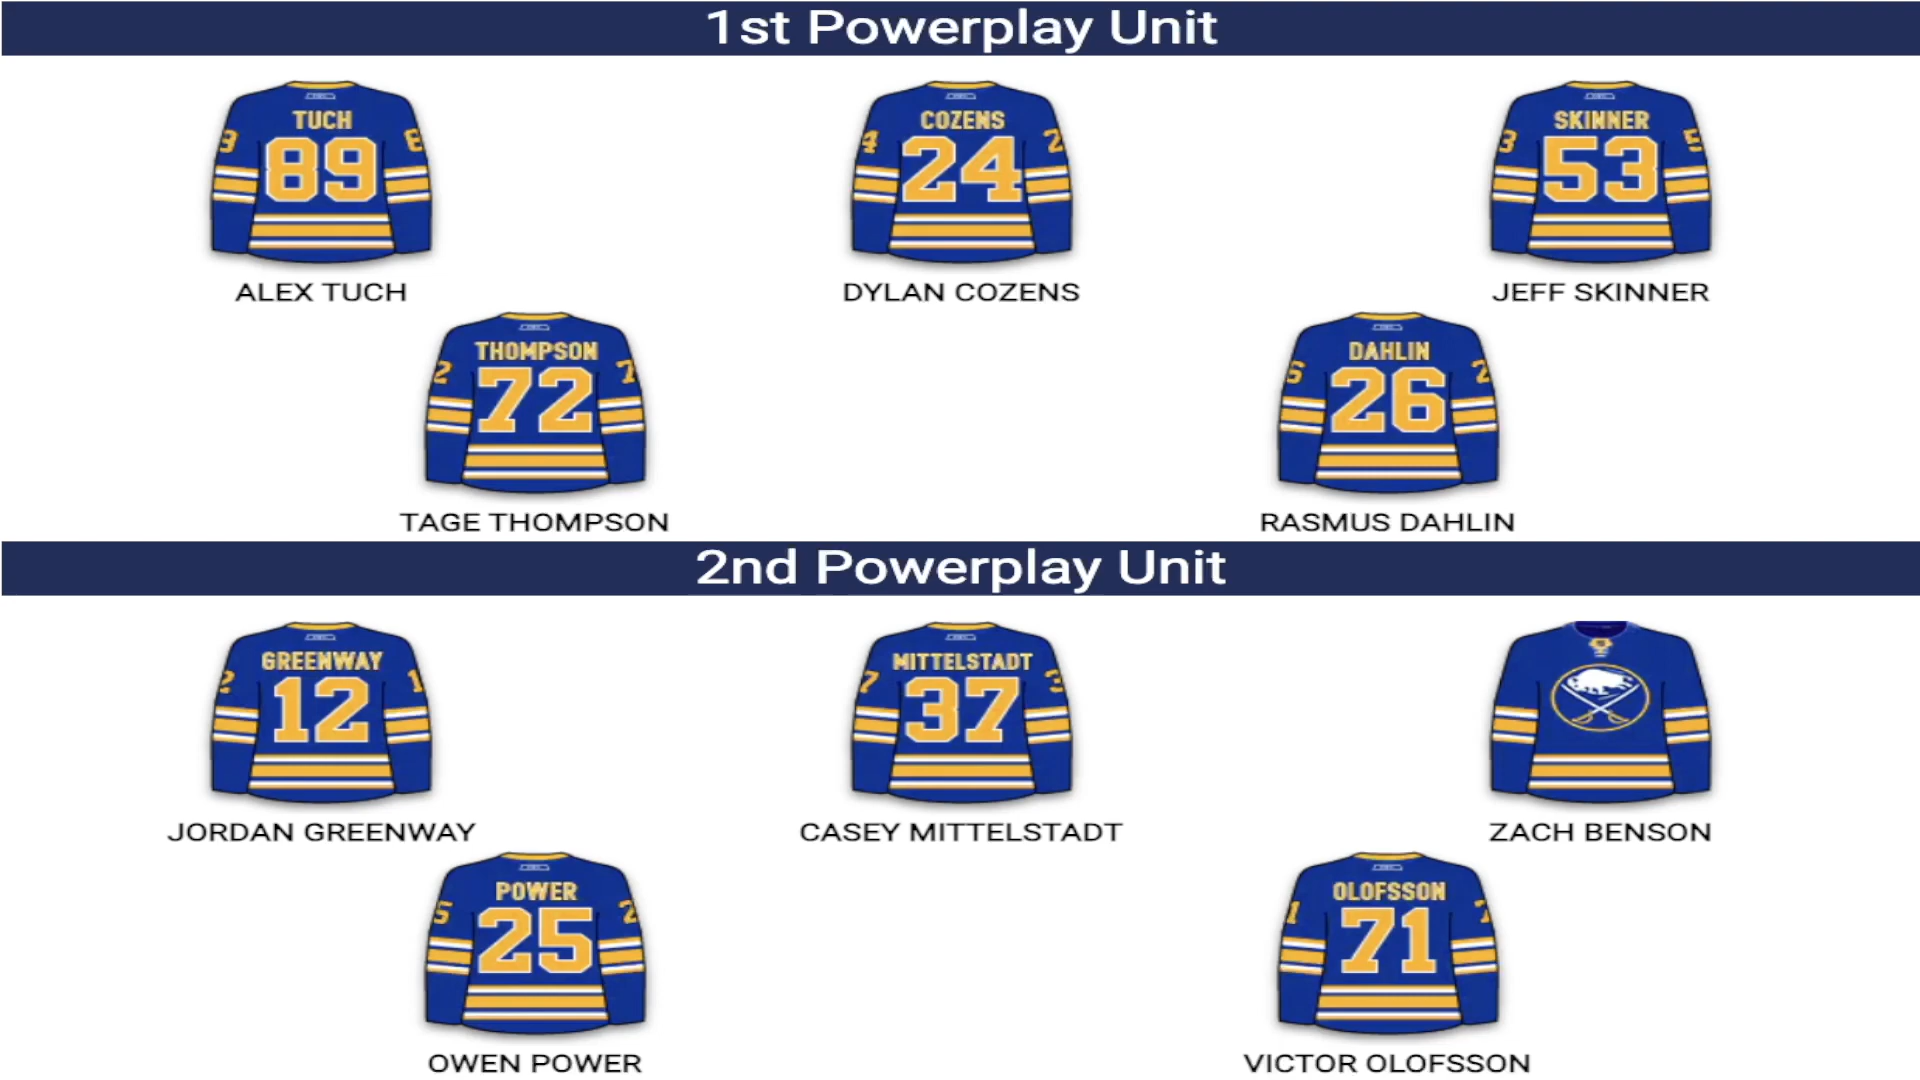 1st Powerplay Unit
TUCH
89
COZENS
24
SKINNER
53
ALEX TUCH
DYLAN COZENS
JEFF SKINNER
THOMPSON
72
DAHLIN
26
TAGE THOMPSON
RASMUS DAHLIN
2nd Powerplay Unit
GREENWAY
12
MITTELSTADT
37
JORDAN GREENWAY
CASEY MITTELSTADT
ZACH BENSON
POWER
25
OLOFSSON
71
OWEN POWER
VICTOR OLOFSSON